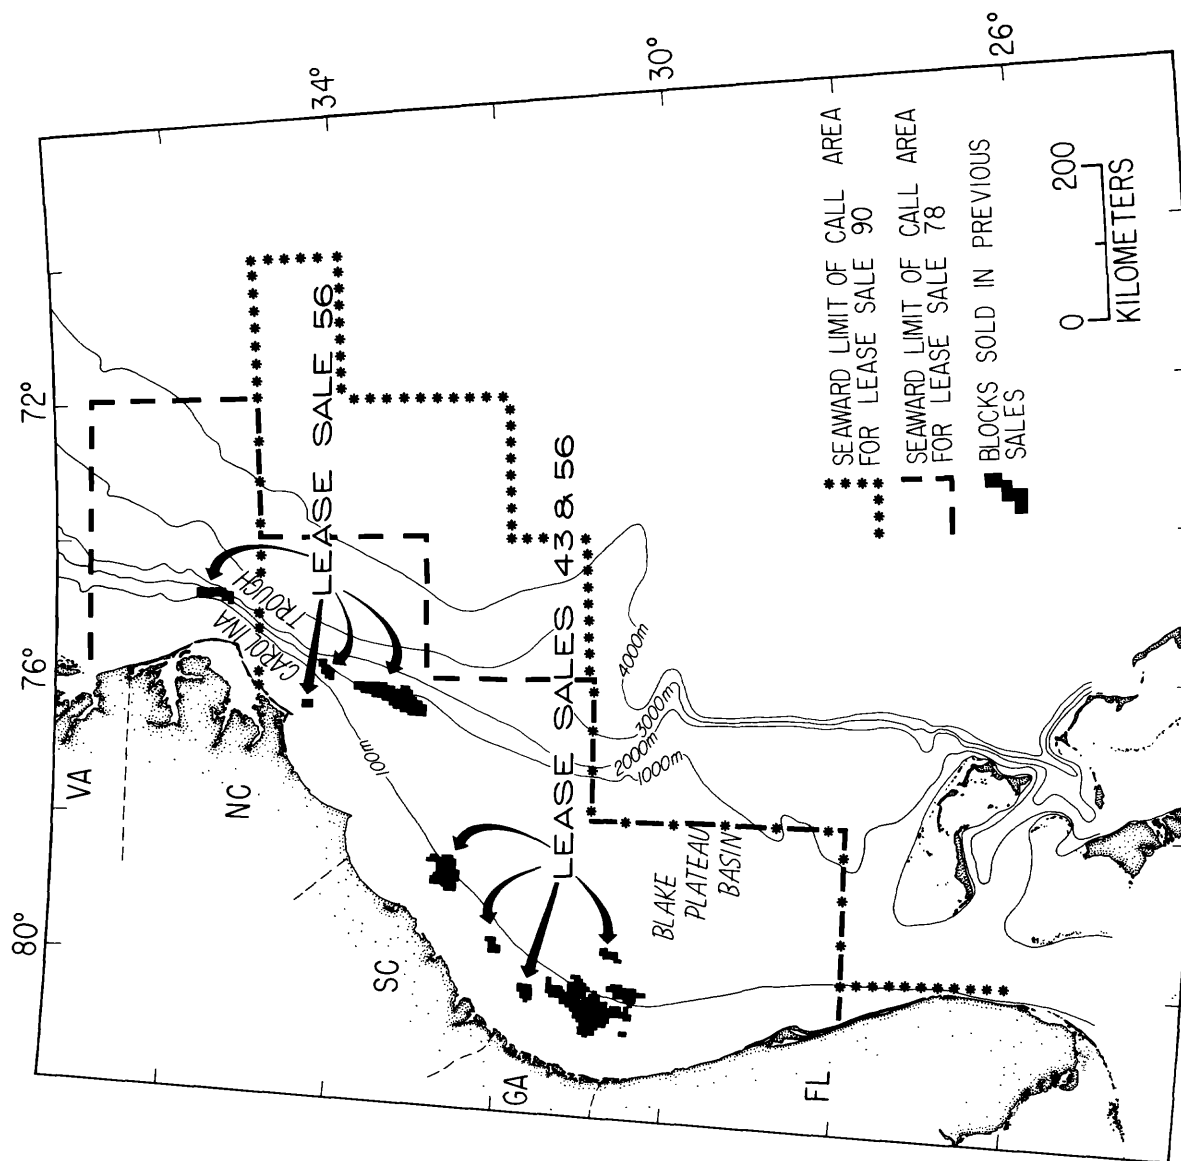 72°
76°
80°
34°
30°
26°
VA
NC
SC
GA
FL
CAROLINA
TROUGH
LEASE SALE 56
LEASE SALES 43 & 56
100m
4000m
3000m
2000m
1000m
BLAKE
PLATEAU
BASIN
SEAWARD LIMIT OF CALL AREA
FOR LEASE SALE 90
SEAWARD LIMIT OF CALL AREA
FOR LEASE SALE 78
BLOCKS SOLD IN PREVIOUS
SALES
0 200
KILOMETERS